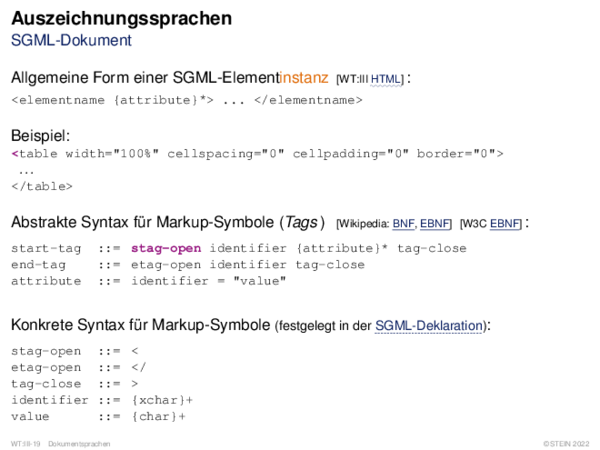 Auszeichnungssprachen
SGML-Dokument
Allgemeine Form einer SGML-Elementinstanz [WT:III HTML] :
<elementname {attribute}*> ... </elementname>
Beispiel:
<table width="100%" cellspacing="0" cellpadding="0" border="0">
...
</table>
Abstrakte Syntax für Markup-Symbole (Tags) [Wikipedia: BNF, EBNF] [W3C EBNF] :
start-tag ::= stag-open identifier {attribute}* tag-close
end-tag ::= etag-open identifier tag-close
attribute ::= identifier = "value"
Konkrete Syntax für Markup-Symbole (festgelegt in der SGML-Deklaration):
stag-open ::= <
etag-open ::= </
tag-close ::= >
identifier ::= {xchar}+
value ::= {char}+
WT:III-19 Dokumentsprachen ©STEIN 2022